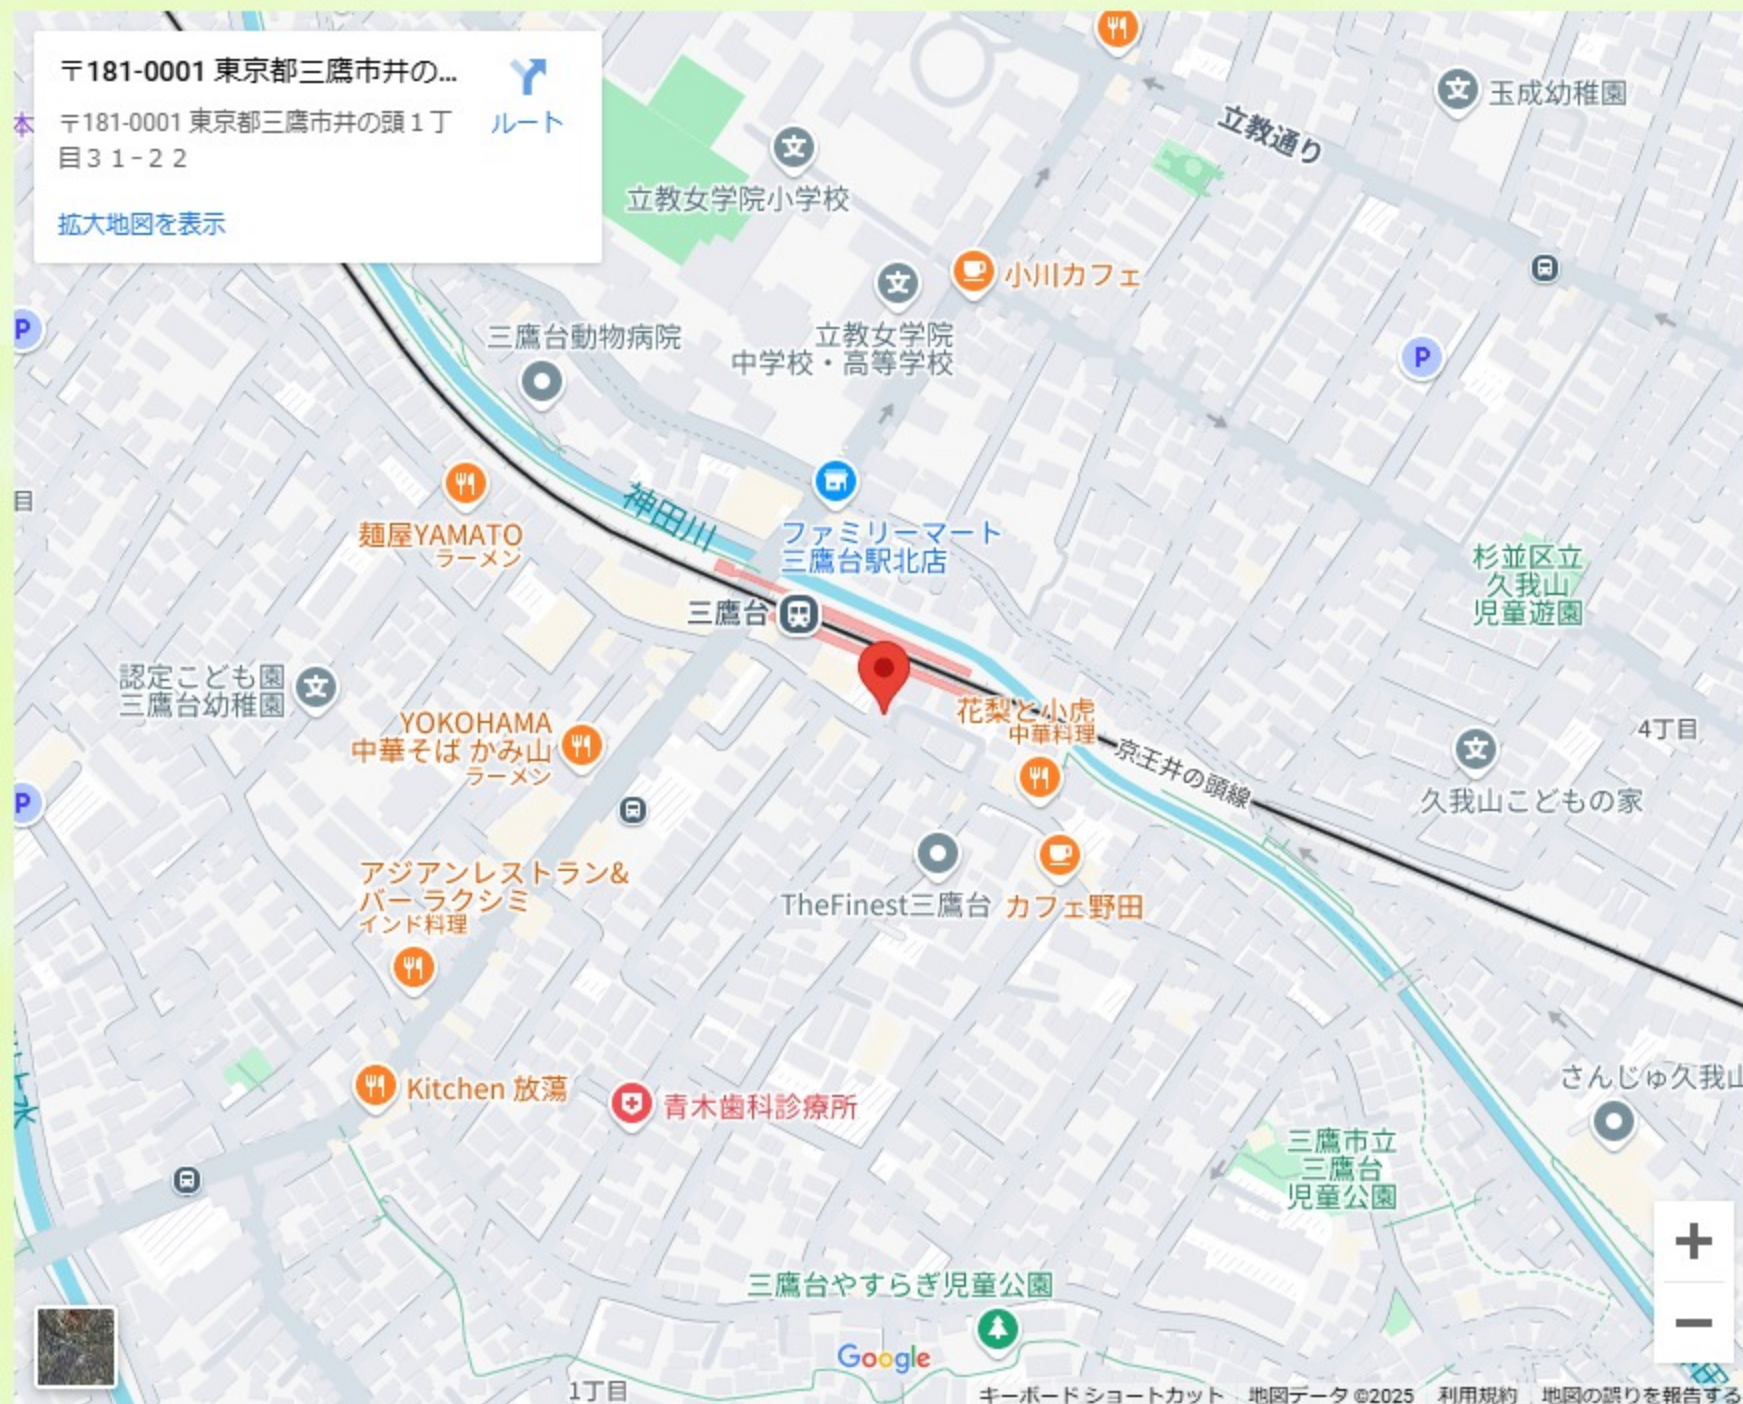 〒181-0001 東京都三鷹市井の...
〒181-0001 東京都三鷹市井の頭1丁
目31-22
ルート
拡大地図を表示
本
玉成幼稚園
立教通り
立教女学院小学校
小川カフェ
P
三鷹台動物病院
立教女学院
中学校・高等学校
P
目
麺屋YAMATO
ラーメン
神田川
ファミリーマート
三鷹台駅北店
杉並区立
久我山
児童遊園
三鷹台
認定こども園
三鷹台幼稚園
YOKOHAMA
中華そば かみ山
ラーメン
花梨と小虎
中華料理
京王井の頭線
4丁目
久我山こどもの家
P
アジアンレストラン&
バー ラクシミ
インド料理
TheFinest三鷹台
カフェ野田
上水
Kitchen 放蕩
青木歯科診療所
さんじゅ久我山
三鷹市立
三鷹台
児童公園
三鷹台やすらぎ児童公園
Google
1丁目
キーボード ショートカット
地図データ ©2025
利用規約
地図の誤りを報告する